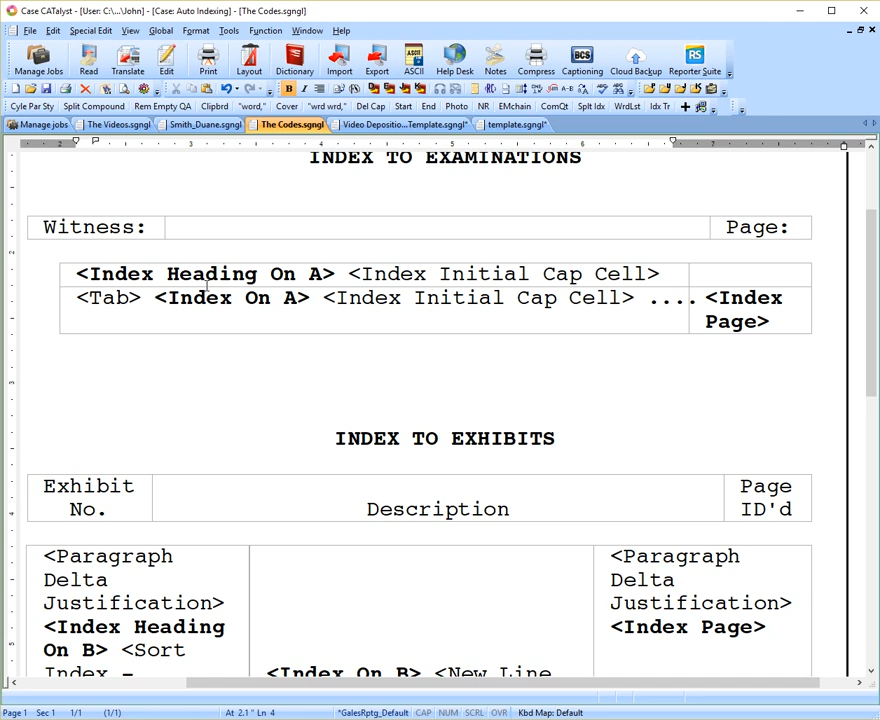 Case CATalyst - [User: C:\...\John] - [Case: Auto Indexing] - [The Codes.sgngl]
File Edit Special Edit View Global Format Tools Function Window Help
Manage Jobs Read Translate Edit Print Layout Dictionary Import Export ASCII Help Desk Notes Compress Captioning Cloud Backup Reporter Suite
Cyle Par Sty Split Compound Rem Empty QA Clipbrd "word," Cover "wrd wrd," Del Cap Start End Photo NR EMchain ComQt Splt Idx WrdLst Idx Tr
Manage jobs The Videos.sgngl Smith_Duane.sgngl The Codes.sgngl Video Depositio...Template.sgngl* template.sgngl*
2 3 4 5 6 7
INDEX TO EXAMINATIONS
Witness: Page:
<Index Heading On A> <Index Initial Cap Cell>
<Tab> <Index On A> <Index Initial Cap Cell> .... <Index
Page>
INDEX TO EXHIBITS
Exhibit Page
No. Description ID'd
<Paragraph <Paragraph
Delta Delta
Justification> Justification>
<Index Heading <Index Page>
On B> <Sort
Index - <Index On B> <New Line
Page 1 Sec 1 1/1 (1/1) At 2.1" Ln 4 *GalesRptg_Default CAP NUM SCRL OVR Kbd Map: Default